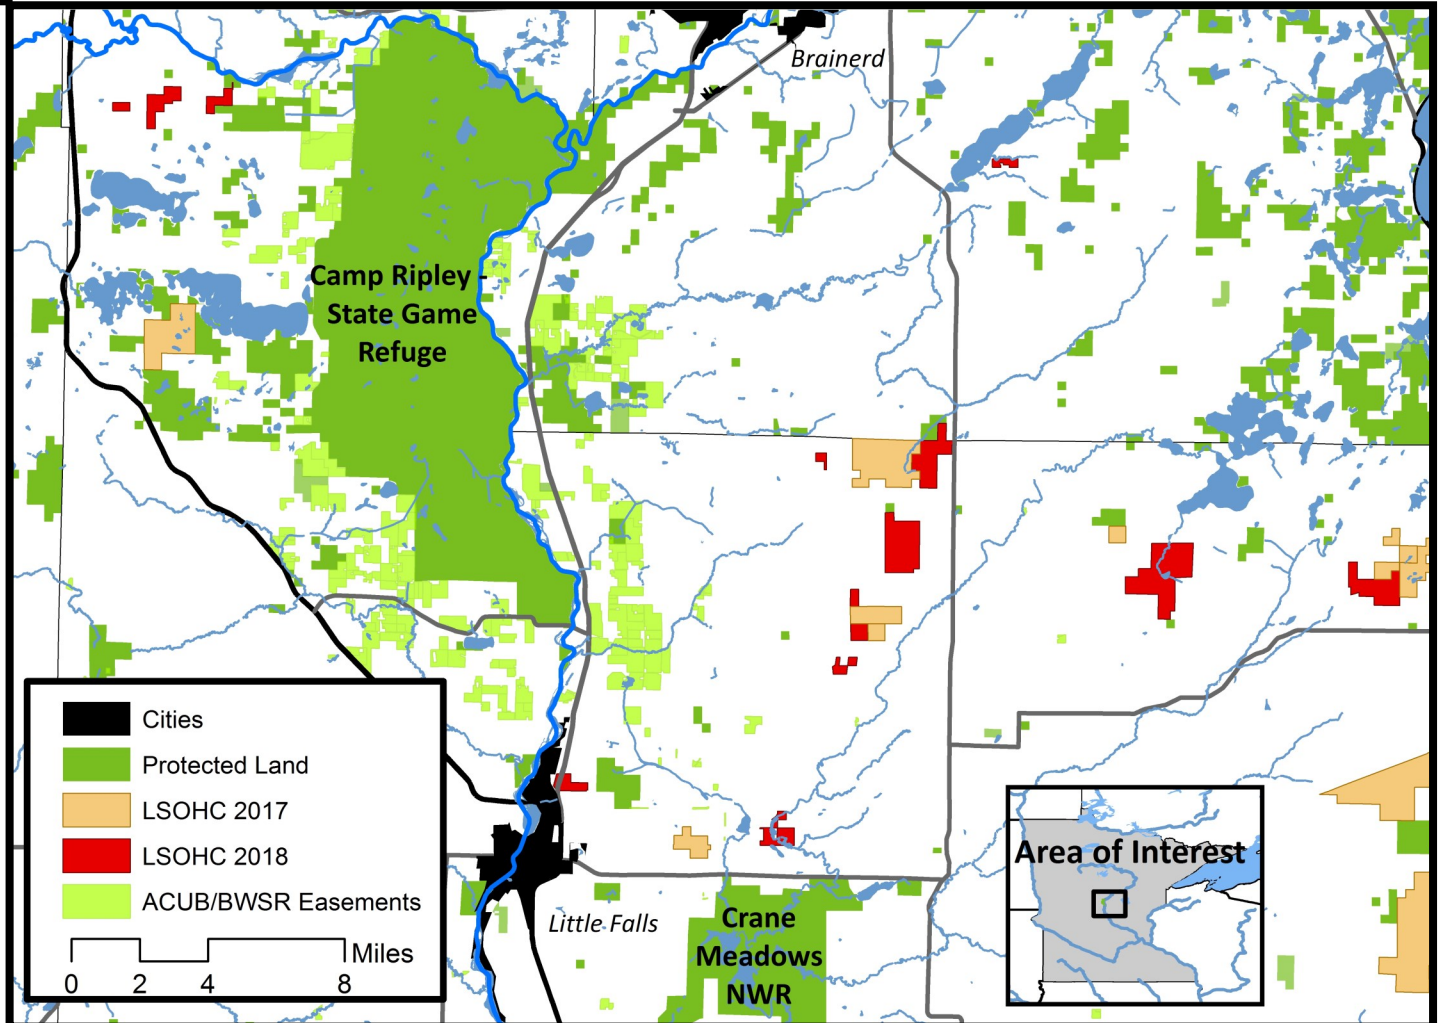 Brainerd
Camp Ripley -
State Game
Refuge
Cities
Protected Land
LSOHC 2017
LSOHC 2018
ACUB/BWSR Easements
Miles
0 2 4 8
Little Falls
Crane
Meadows
NWR
Area of Interest